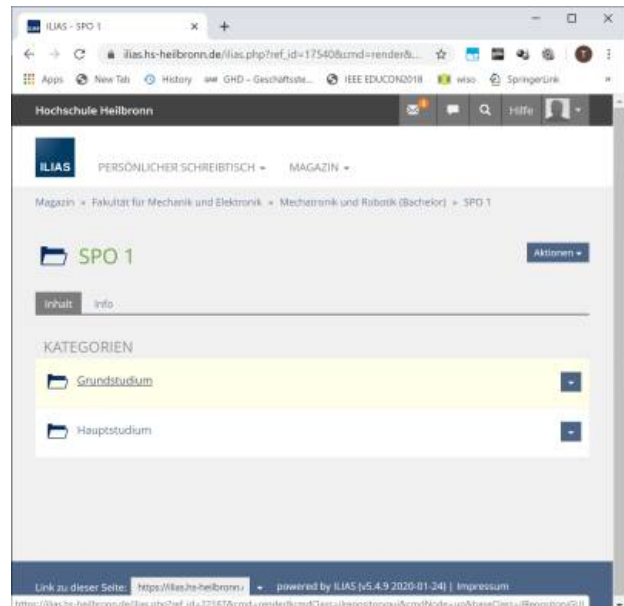 ILIAS - SPO 1
ilias.hs-heilbronn.de/ilias.php?ref_id=17540&cmd=render&...
Apps New Tab History GHD - Geschäftsste... IEEE EDUCON2018 wiso SpringerLink
Hochschule Heilbronn Hilfe
ILIAS PERSÖNLICHER SCHREIBTISCH MAGAZIN
Magazin » Fakultät für Mechanik und Elektronik » Mechatronik und Robotik (Bachelor) » SPO 1
SPO 1 Aktionen
Inhalt Info
KATEGORIEN
Grundstudium
Hauptstudium
Link zu dieser Seite: https://ilias.hs-heilbronn. powered by ILIAS (v5.4.9 2020-01-24) | Impressum